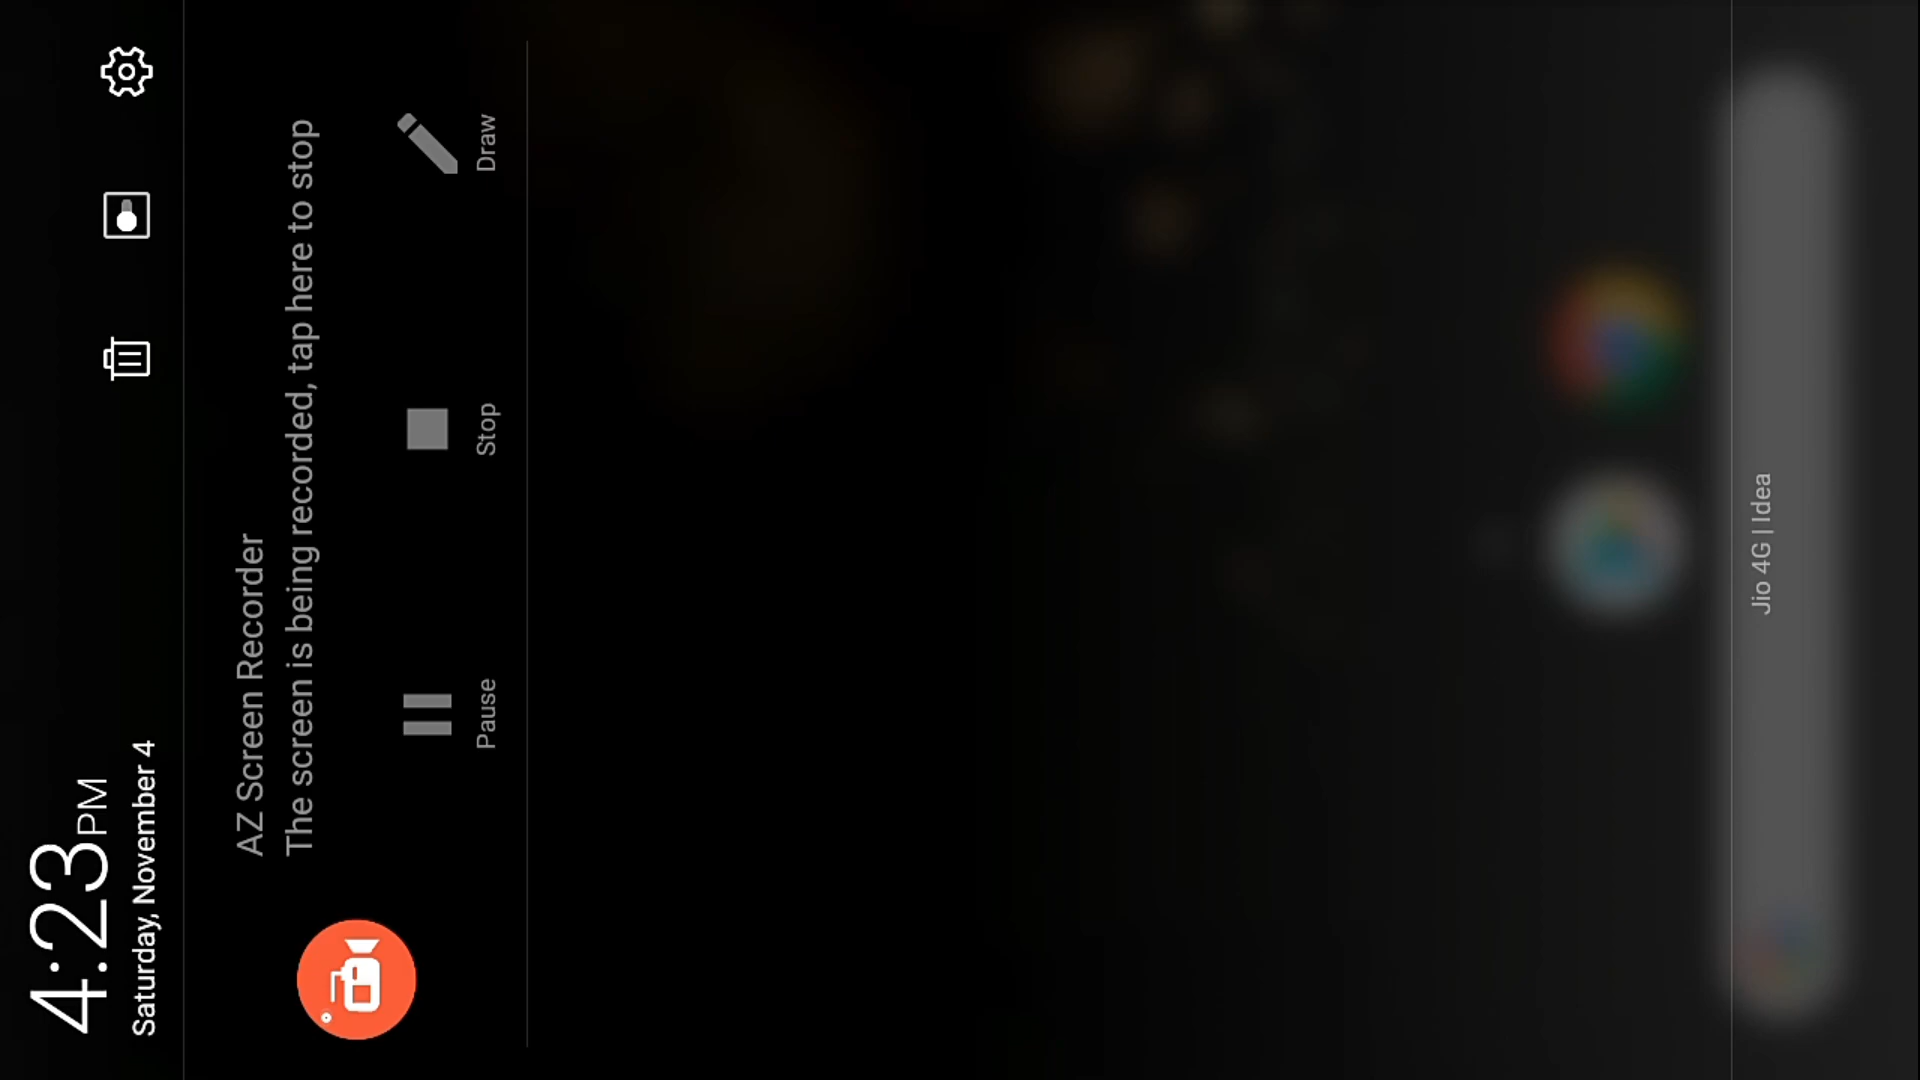 4:23PM
Saturday, November 4
AZ Screen Recorder
The screen is being recorded, tap here to stop
Pause
Stop
Draw
Jio 4G | Idea